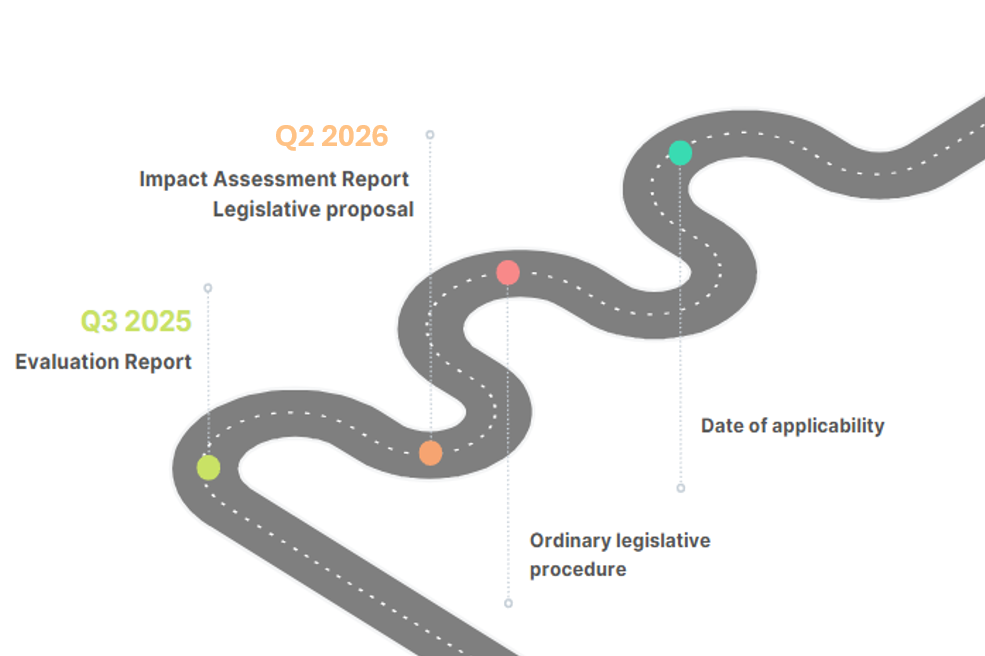 Q2 2026
Impact Assessment Report
Legislative proposal
Q3 2025
Evaluation Report
Date of applicability
Ordinary legislative
procedure